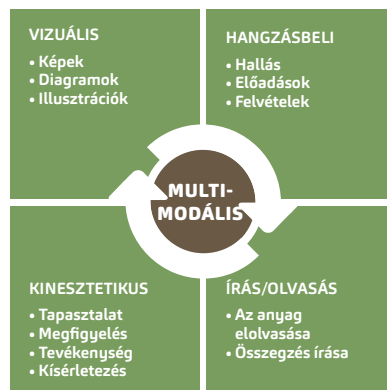 VIZUÁLIS
• Képek
• Diagramok
• Illusztrációk
HANGZÁSBELI
• Hallás
• Előadások
• Felvételek
MULTI-
MODÁLIS
KINESZTETIKUS
• Tapasztalat
• Megfigyelés
• Tevékenység
• Kísérletezés
ÍRÁS/OLVASÁS
• Az anyag
elolvasása
• Összegzés írása